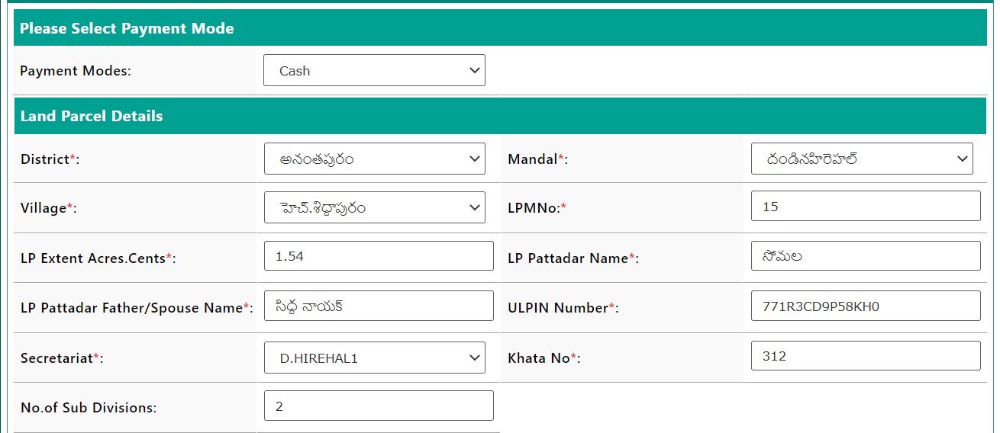 Please Select Payment Mode
Payment Modes: Cash
Land Parcel Details
District*: అనంతపురం Mandal*: దండినహిరెహల్
Village*: హెచ్.శిద్దాపురం LPMNo:* 15
LP Extent Acres.Cents*: 1.54 LP Pattadar Name*: సోమల
LP Pattadar Father/Spouse Name*: సిద్ద నాయక్ ULPIN Number*: 771R3CD9P58KH0
Secretariat*: D.HIREHAL1 Khata No*: 312
No.of Sub Divisions: 2